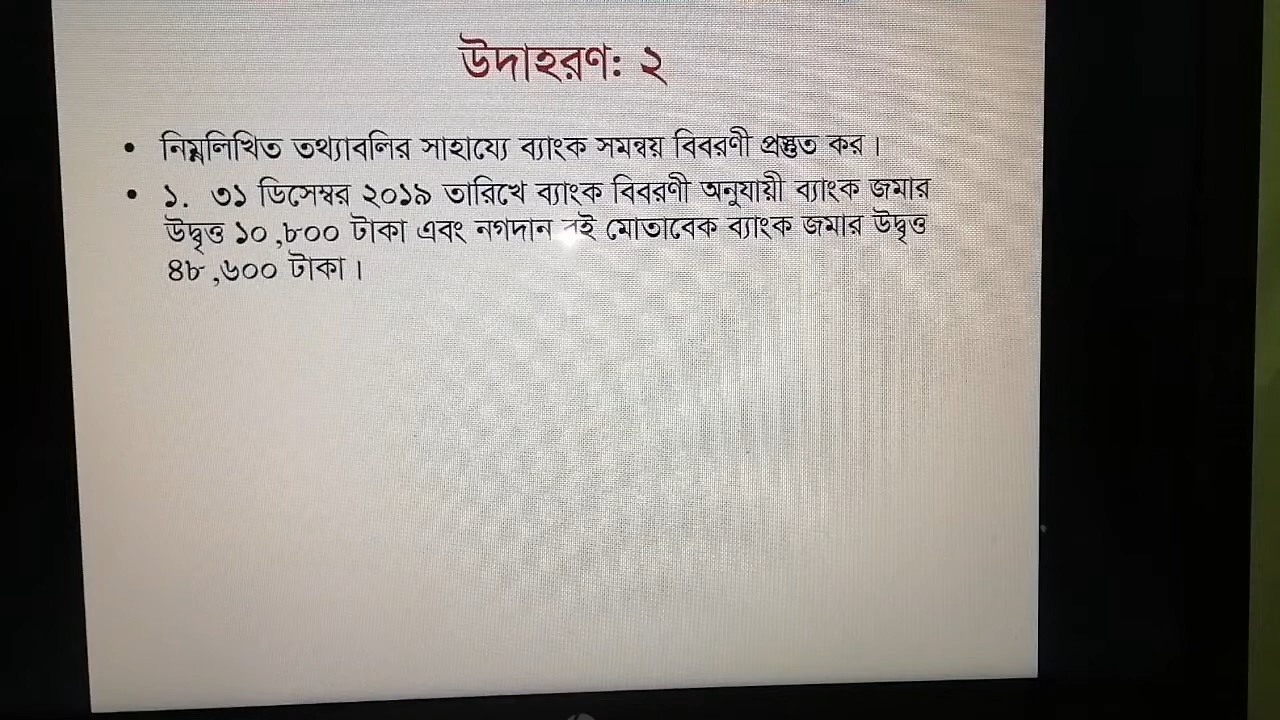 উদাহরণ: ২
• নিম্নলিখিত তথ্যাবলির সাহায্যে ব্যাংক সমন্বয় বিবরণী প্রস্তুত কর।
• ১. ৩১ ডিসেম্বর ২০১৯ তারিখে ব্যাংক বিবরণী অনুযায়ী ব্যাংক জমার
উদ্বৃত্ত ১০,৮০০ টাকা এবং নগদান বই মোতাবেক ব্যাংক জমার উদ্বৃত্ত
৪৮,৬০০ টাকা।